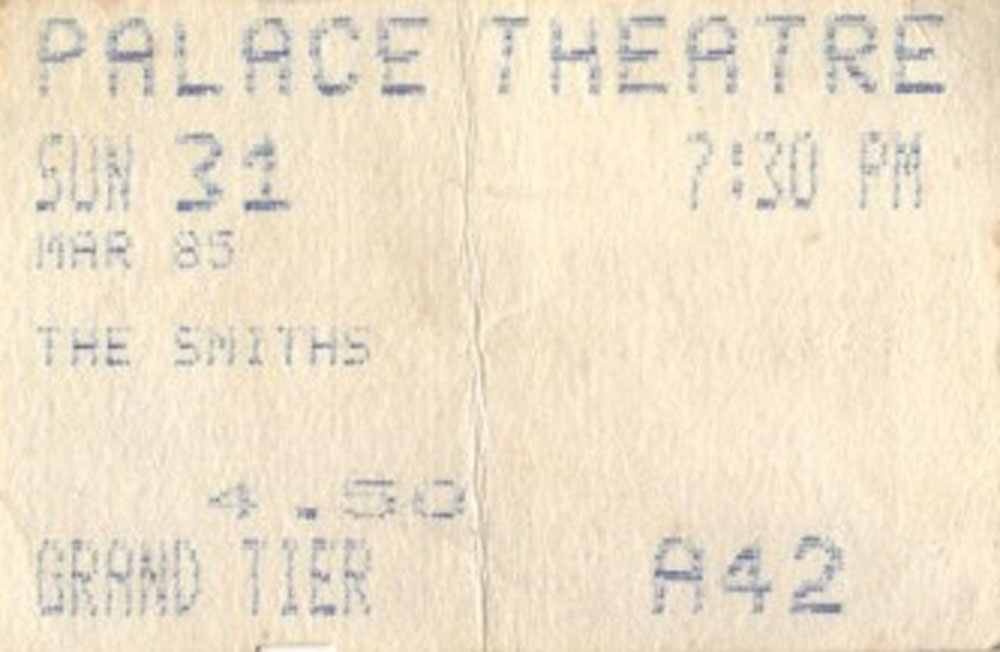 PALACE THEATRE
SUN 31 7:30 PM
MAR 85
THE SMITHS
4.50
GRAND TIER A42